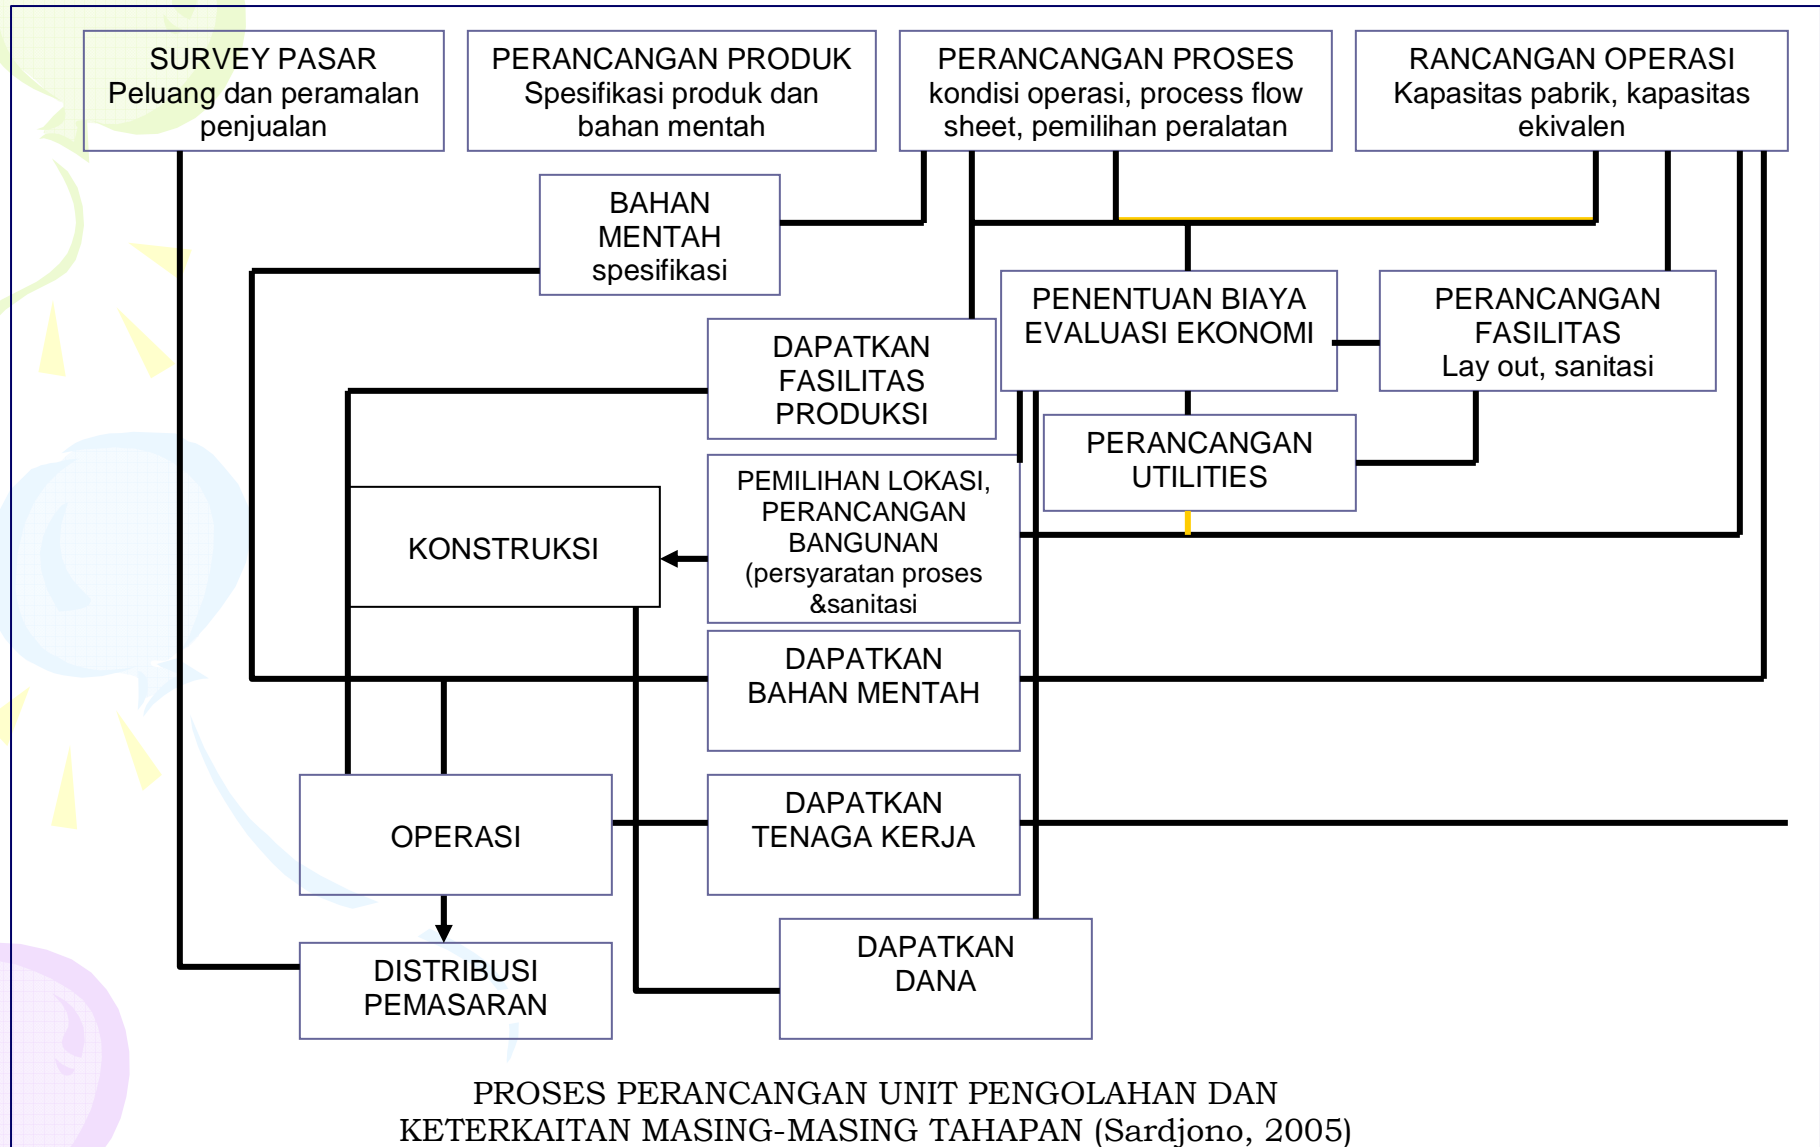 SURVEY PASAR
Peluang dan peramalan
penjualan
PERANCANGAN PRODUK
Spesifikasi produk dan
bahan mentah
PERANCANGAN PROSES
kondisi operasi, process flow
sheet, pemilihan peralatan
RANCANGAN OPERASI
Kapasitas pabrik, kapasitas
ekivalen
BAHAN
MENTAH
spesifikasi
PENENTUAN BIAYA
EVALUASI EKONOMI
PERANCANGAN
FASILITAS
Lay out, sanitasi
DAPATKAN
FASILITAS
PRODUKSI
PERANCANGAN
UTILITIES
PEMILIHAN LOKASI,
PERANCANGAN
BANGUNAN
(persyaratan proses
&sanitasi
KONSTRUKSI
DAPATKAN
BAHAN MENTAH
OPERASI
DAPATKAN
TENAGA KERJA
DISTRIBUSI
PEMASARAN
DAPATKAN
DANA
PROSES PERANCANGAN UNIT PENGOLAHAN DAN
KETERKAITAN MASING-MASING TAHAPAN (Sardjono, 2005)